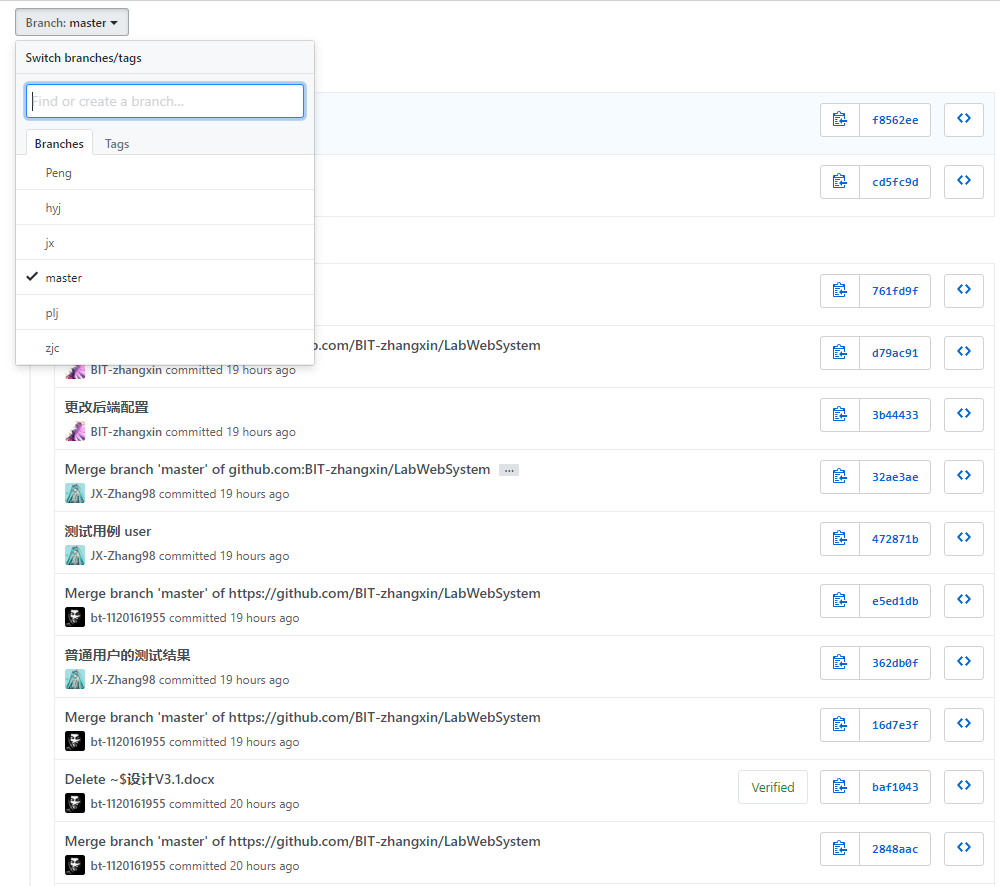 Branch: master
Switch branches/tags
Find or create a branch...
Branches Tags
f8562ee
Peng
cd5fc9d
hyj
jx
master
761fd9f
plj
zjc
.com/BIT-zhangxin/LabWebSystem
d79ac91
BIT-zhangxin committed 19 hours ago
更改后端配置
3b44433
BIT-zhangxin committed 19 hours ago
Merge branch 'master' of github.com:BIT-zhangxin/LabWebSystem ...
32ae3ae
JX-Zhang98 committed 19 hours ago
测试用例 user
472871b
JX-Zhang98 committed 19 hours ago
Merge branch 'master' of https://github.com/BIT-zhangxin/LabWebSystem
e5ed1db
bt-1120161955 committed 19 hours ago
普通用户的测试结果
362db0f
JX-Zhang98 committed 19 hours ago
Merge branch 'master' of https://github.com/BIT-zhangxin/LabWebSystem
16d7e3f
bt-1120161955 committed 19 hours ago
Delete ~$设计V3.1.docx
Verified
baf1043
bt-1120161955 committed 20 hours ago
Merge branch 'master' of https://github.com/BIT-zhangxin/LabWebSystem
2848aac
bt-1120161955 committed 20 hours ago